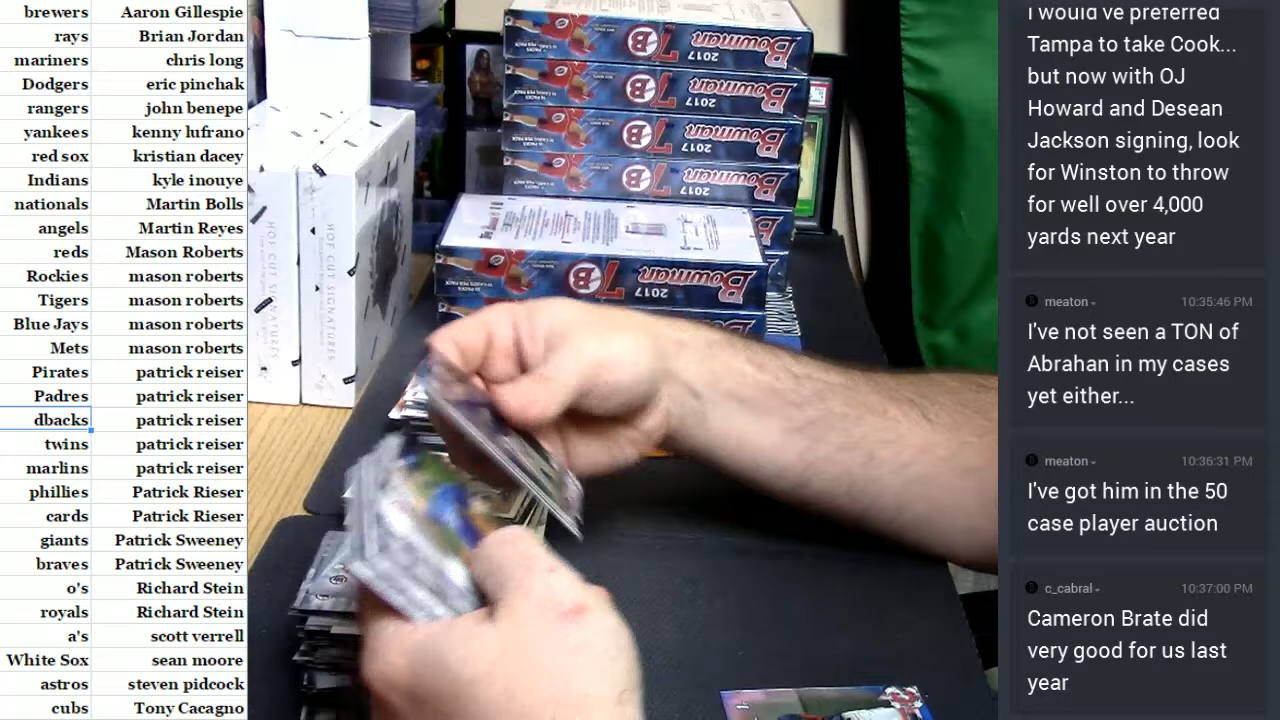 brewers Aaron Gillespie
rays Brian Jordan
mariners chris long
Dodgers eric pinchak
rangers john benepe
yankees kenny lufrano
red sox kristian dacey
Indians kyle inouye
nationals Martin Bolls
angels Martin Reyes
reds Mason Roberts
Rockies mason roberts
Tigers mason roberts
Blue Jays mason roberts
Mets mason roberts
Pirates patrick reiser
Padres patrick reiser
dbacks patrick reiser
twins patrick reiser
marlins patrick reiser
phillies Patrick Rieser
cards Patrick Rieser
giants Patrick Sweeney
braves Patrick Sweeney
o's Richard Stein
royals Richard Stein
a's scott verrell
White Sox sean moore
astros steven pidcock
cubs Tony Cacagno
HOF CUT SIGNATURES
HOF CUT SIGNATURES
2017 Bowman
2017 Bowman
2017 Bowman
2017 Bowman
2017 Bowman
I would've preferred
Tampa to take Cook...
but now with OJ
Howard and Desean
Jackson signing, look
for Winston to throw
for well over 4,000
yards next year
meaton 10:35:46 PM
I've not seen a TON of
Abrahan in my cases
yet either...
meaton 10:36:31 PM
I've got him in the 50
case player auction
c_cabral 10:37:00 PM
Cameron Brate did
very good for us last
year